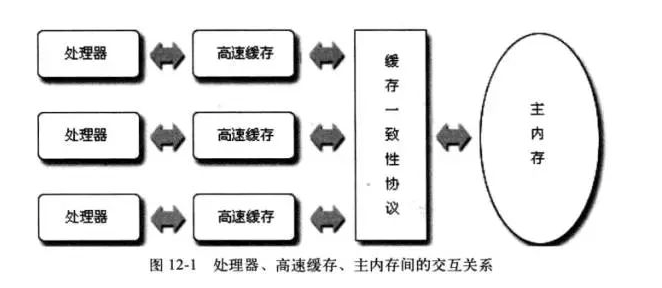 处理器
高速缓存
处理器
高速缓存
处理器
高速缓存
缓存一致性协议
主内存
图 12-1 处理器、高速缓存、主内存间的交互关系